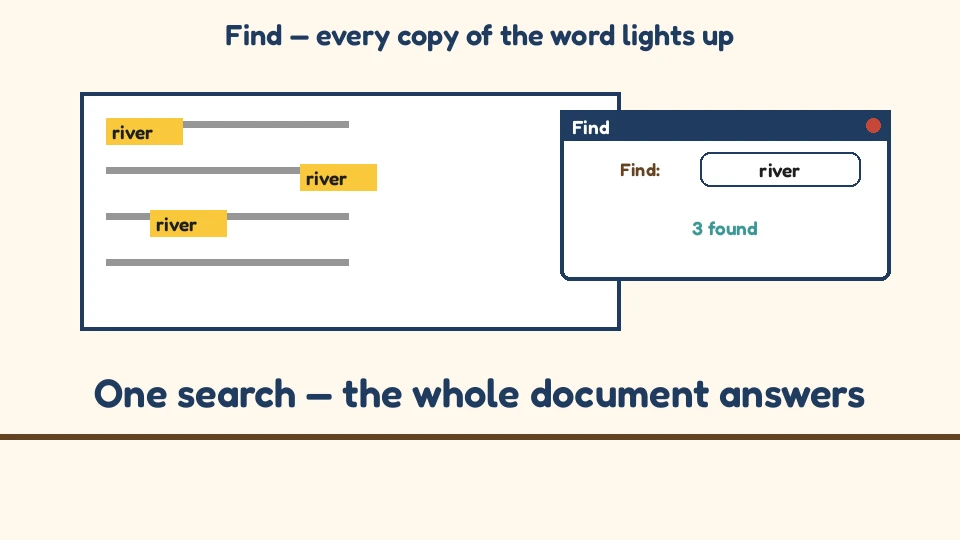 Find — every copy of the word lights up
river
river
river
Find
Find: river
3 found
One search — the whole document answers